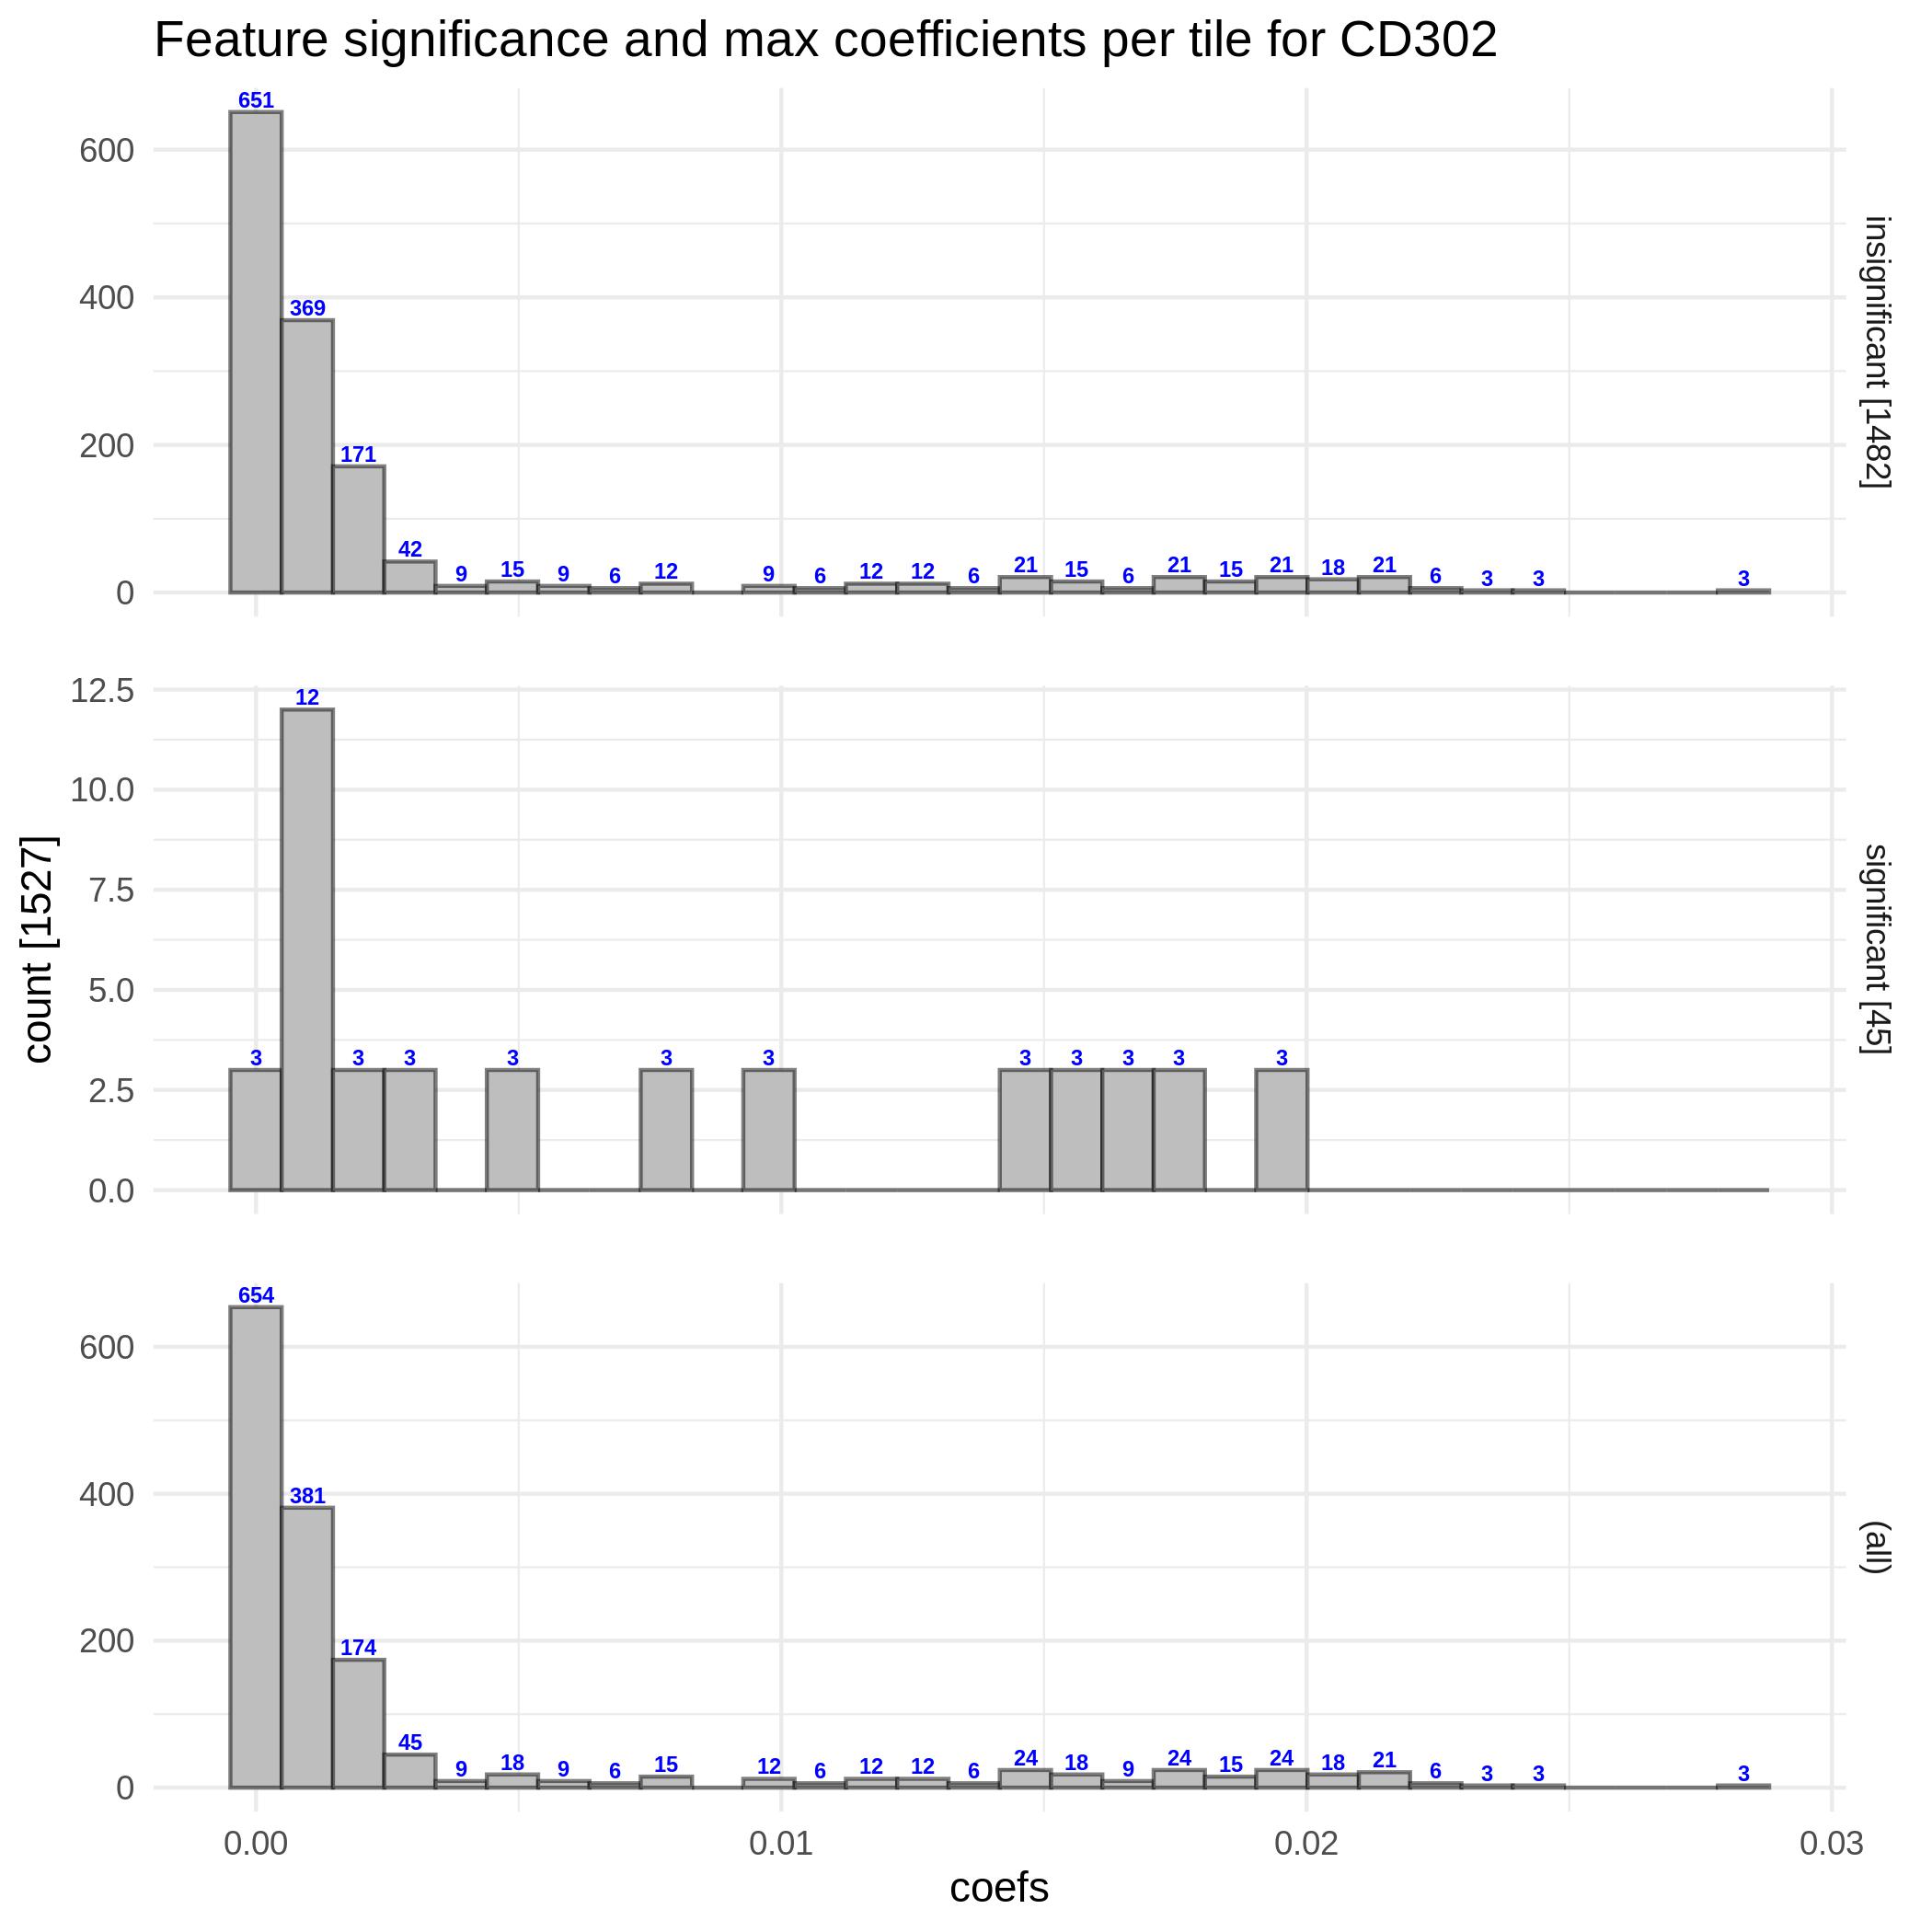 Feature significance and max coefficients per tile for CD302
651
600
369
400
171
200
42 9 15 9 6 12 9 6 12 12 6 21 15 6 21 15 21 18 21 6 3 3 3
0
insignificant [1482]
12.5
12
10.0
7.5
5.0
3 3 3 3 3 3 3 3 3 3 3
2.5
0.0
significant [45]
count [1527]
654
600
381
400
174
200
45 9 18 9 6 15 12 6 12 12 6 24 18 9 24 15 24 18 21 6 3 3 3
0
(all)
0.00 0.01 0.02 0.03
coefs